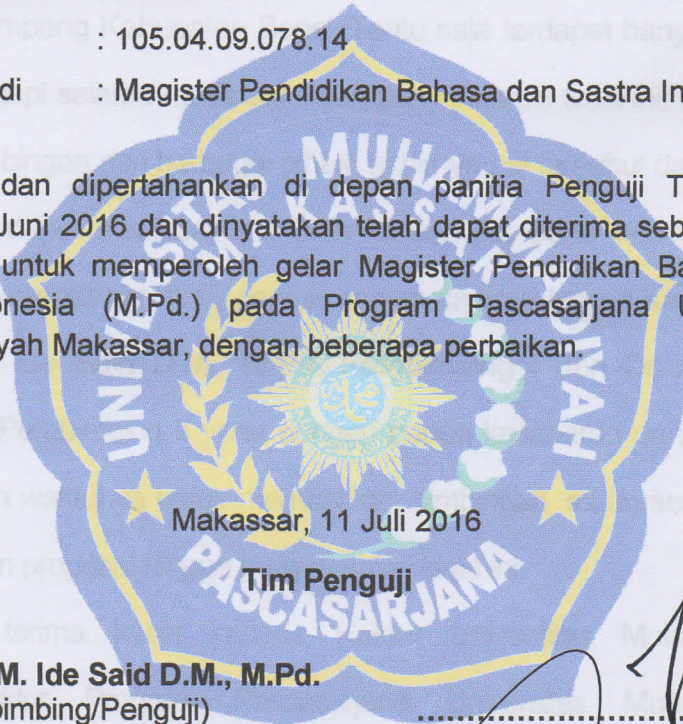 : 105.04.09.078.14
di : Magister Pendidikan Bahasa dan Sastra In
dan dipertahankan di depan panitia Penguji T
Juni 2016 dan dinyatakan telah dapat diterima seb
untuk memperoleh gelar Magister Pendidikan Ba
onesia (M.Pd.) pada Program Pascasarjana U
yah Makassar, dengan beberapa perbaikan.
UNIVERSITAS MUHAMMADIYAH
MAKASSAR
PASCASARJANA
Makassar, 11 Juli 2016
Tim Penguji
M. Ide Said D.M., M.Pd.
bimbing/Penguji)